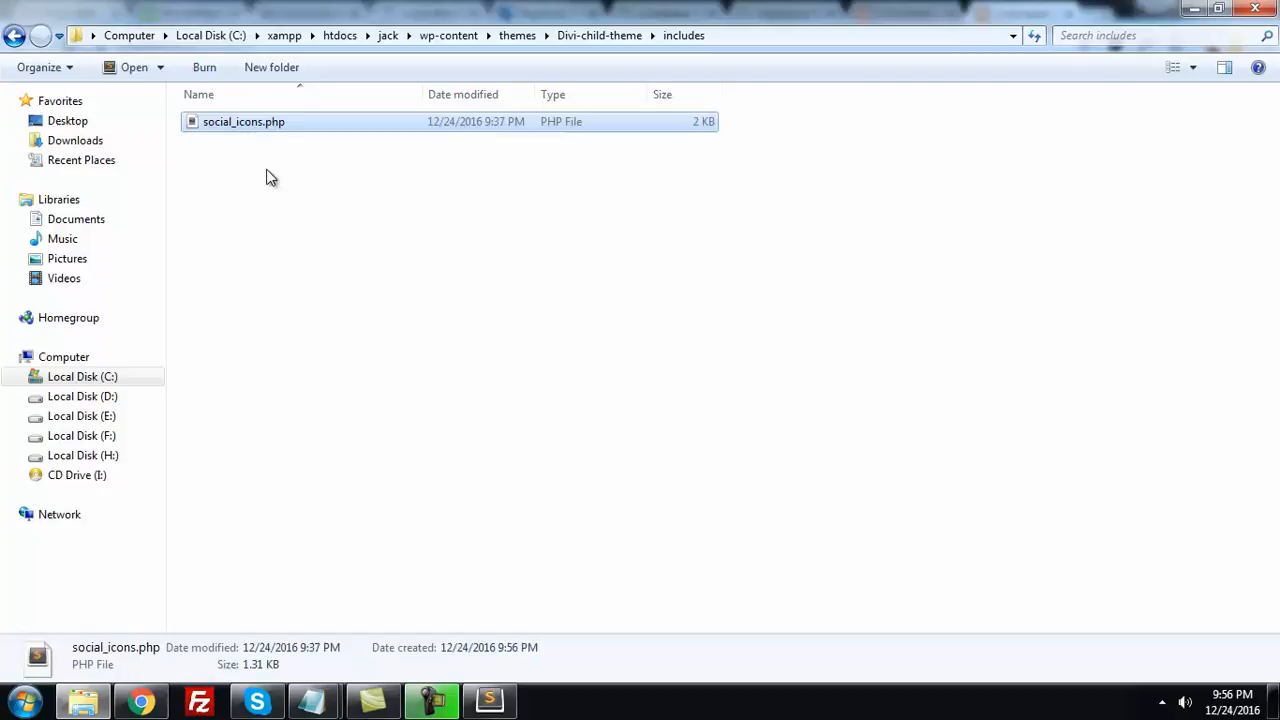 Computer Local Disk (C:) xampp htdocs jack wp-content themes Divi-child-theme includes Search includes
Organize Open Burn New folder
Name Date modified Type Size
social_icons.php 12/24/2016 9:37 PM PHP File 2 KB
Favorites
Desktop
Downloads
Recent Places
Libraries
Documents
Music
Pictures
Videos
Homegroup
Computer
Local Disk (C:)
Local Disk (D:)
Local Disk (E:)
Local Disk (F:)
Local Disk (H:)
CD Drive (I:)
Network
social_icons.php Date modified: 12/24/2016 9:37 PM Date created: 12/24/2016 9:56 PM
PHP File Size: 1.31 KB
9:56 PM
12/24/2016